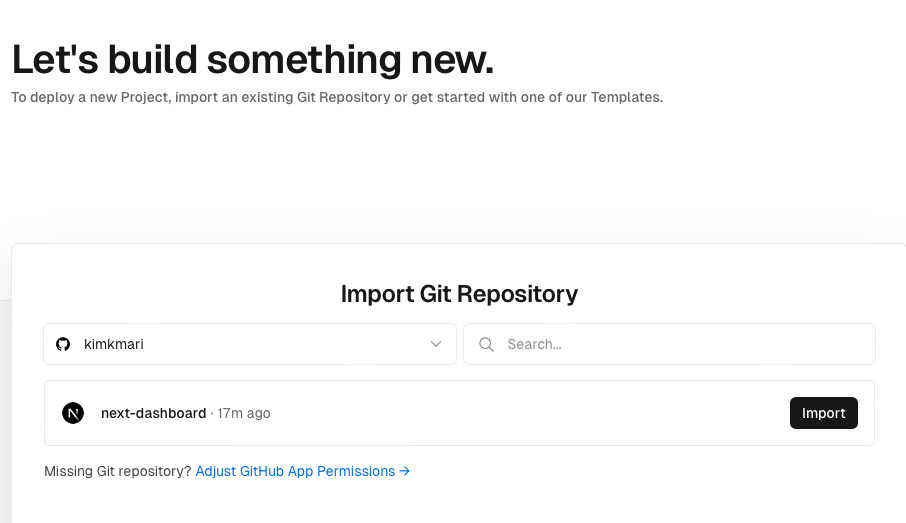 Let's build something new.
To deploy a new Project, import an existing Git Repository or get started with one of our Templates.
Import Git Repository
kimkmari
Search...
N
next-dashboard · 17m ago
Import
Missing Git repository? Adjust GitHub App Permissions →